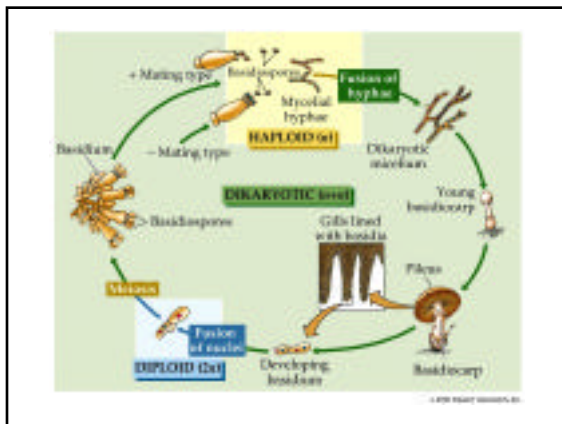 + Mating type
Basidiospores
Mycelial
hyphae
Fusion of
hyphae
HAPLOID (n)
− Mating type
Dikaryotic
micelium
Basidium
DIKARYOTIC (n+n)
Young
basidiocarp
Basidiospores
Gills lined
with basidia
Pileus
Meiosis
Fusion
of nuclei
DIPLOID (2n)
Developing
basidium
Basidiocarp